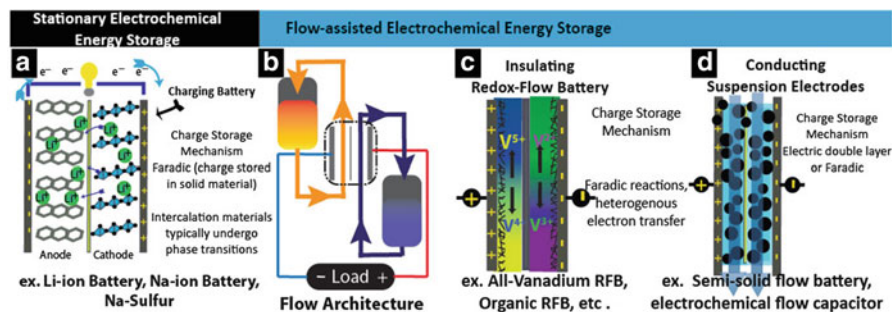 Stationary Electrochemical
Energy Storage
Flow-assisted Electrochemical Energy Storage
a
e⁻ e⁻ e⁻ e⁻
Charging Battery
Li⁺
Li⁺
Li⁺
Li⁺
Li⁺
Li⁺
Charge Storage
Mechanism
Faradic (charge stored
in solid material)
Intercalation materials
typically undergo
phase transitions
Anode Cathode
ex. Li-ion Battery, Na-ion Battery,
Na-Sulfur
b
− Load +
Flow Architecture
c
Insulating
Redox-Flow Battery
V⁵⁺
V⁴⁺ V³⁺
Charge Storage
Mechanism
Faradic reactions,
heterogenous
electron transfer
ex. All-Vanadium RFB,
Organic RFB, etc .
d
Conducting
Suspension Electrodes
Charge Storage
Mechanism
Electric double layer
or Faradic
ex. Semi-solid flow battery,
electrochemical flow capacitor